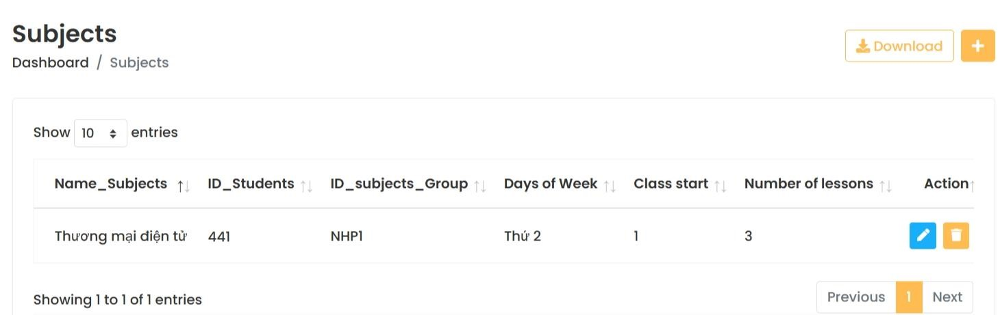 Subjects
Download
Dashboard / Subjects
Show 10 entries
Name_Subjects ID_Students ID_subjects_Group Days of Week Class start Number of lessons Action
Thương mại điện tử 441 NHP1 Thứ 2 1 3
Showing 1 to 1 of 1 entries
Previous 1 Next